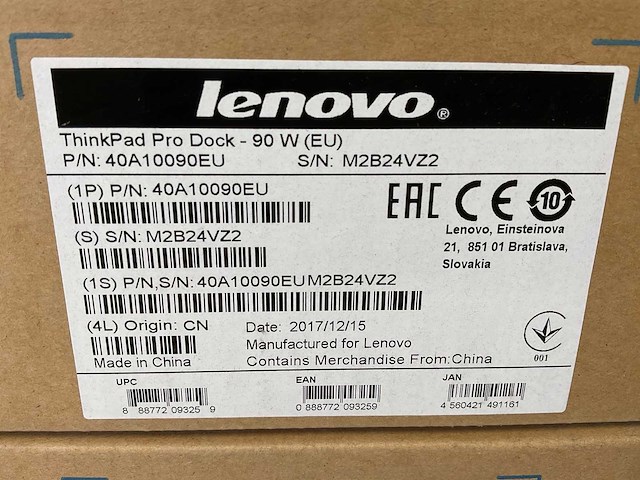 lenovo®
ThinkPad Pro Dock - 90 W (EU)
P/N: 40A10090EU S/N: M2B24VZ2
(1P) P/N: 40A10090EU
EAC CE 10
(S) S/N: M2B24VZ2
Lenovo, Einsteinova
21, 851 01 Bratislava,
Slovakia
(1S) P/N,S/N: 40A10090EUM2B24VZ2
(4L) Origin: CN
Made in China
Date: 2017/12/15
Manufactured for Lenovo
Contains Merchandise From:China
001
UPC
8 88772 09325 9
EAN
0 888772 093259
JAN
4 560421 491161